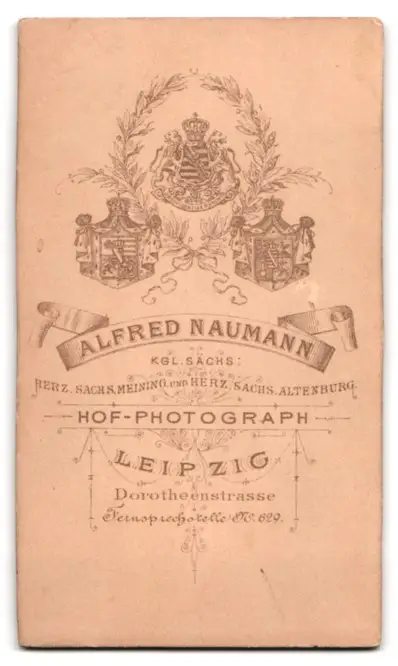 ALFRED NAUMANN
KGL. SÄCHS:
HERZ. SACHS. MEINING. UND HERZ. SACHS. ALTENBURG.
HOF-PHOTOGRAPH
LEIPZIG
Dorotheenstrasse
Fernsprechstelle No. 629.